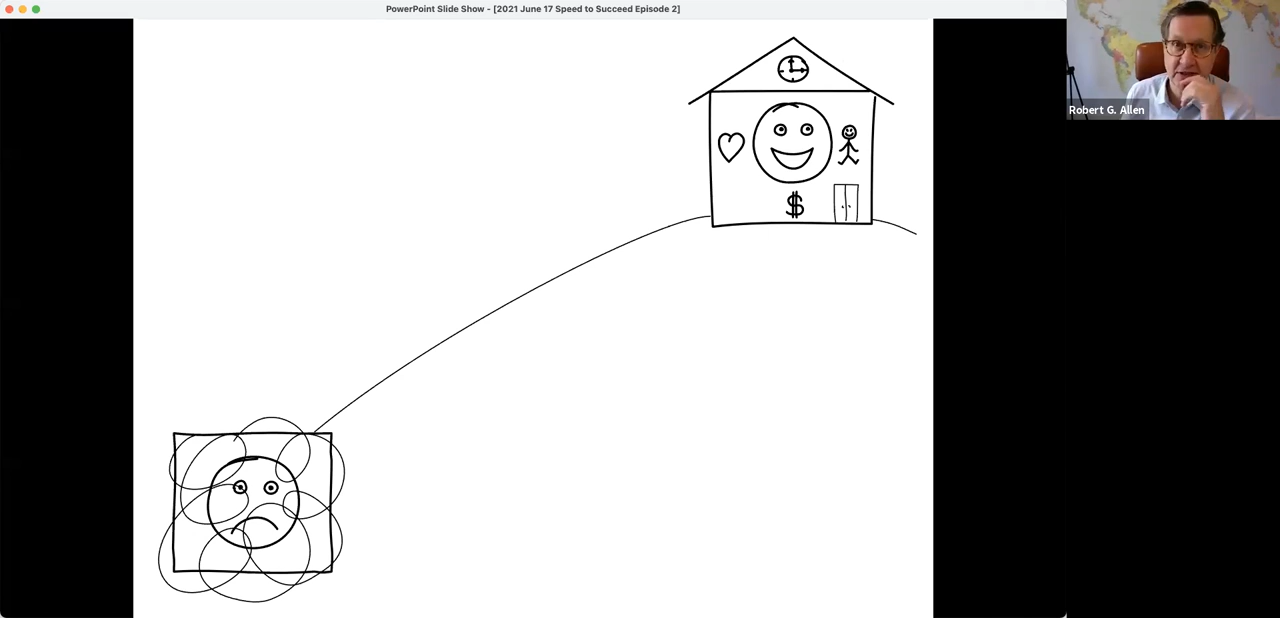 PowerPoint Slide Show - [2021 June 17 Speed to Succeed Episode 2]
Robert G. Allen
$